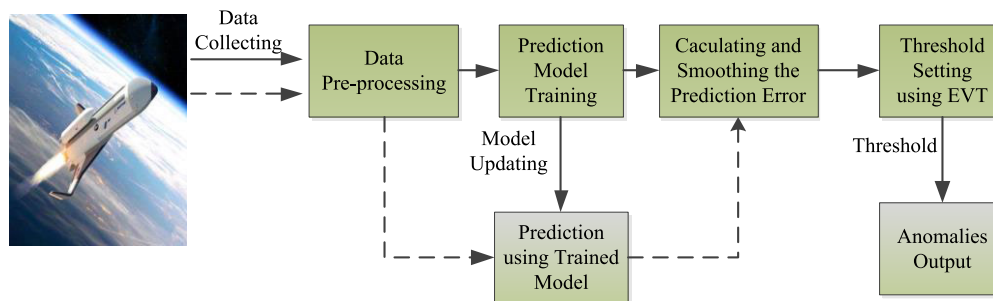 Data
Collecting
Data
Pre-processing
Prediction
Model
Training
Caculating and
Smoothing the
Prediction Error
Threshold
Setting
using EVT
Model
Updating
Threshold
Prediction
using Trained
Model
Anomalies
Output